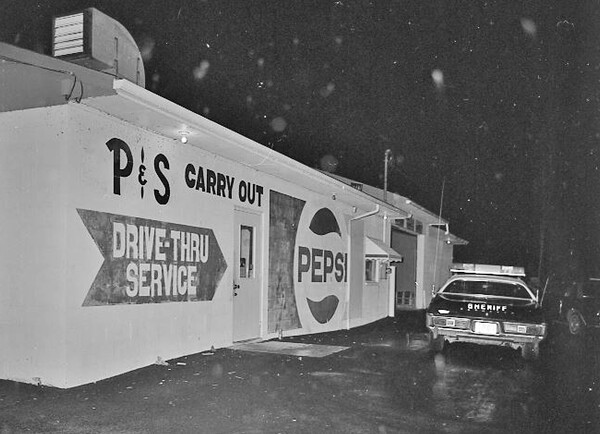 P & S CARRY OUT
DRIVE-THRU
SERVICE
PEPSI
SHERIFF